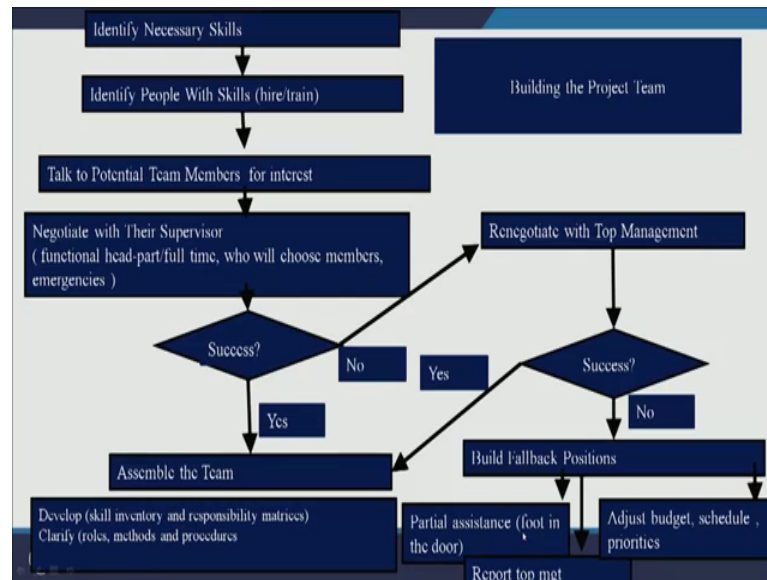 Identify Necessary Skills
Building the Project Team
Identify People With Skills (hire/train)
Talk to Potential Team Members for interest
Negotiate with Their Supervisor
( functional head-part/full time, who will choose members,
emergencies )
Renegotiate with Top Management
Success?
No
Yes
Success?
Yes
No
Assemble the Team
Build Fallback Positions
Develop (skill inventory and responsibility matrices)
Clarify (roles, methods and procedures
Partial assistance (foot in
the door)
Adjust budget, schedule ,
priorities
Report top mgt